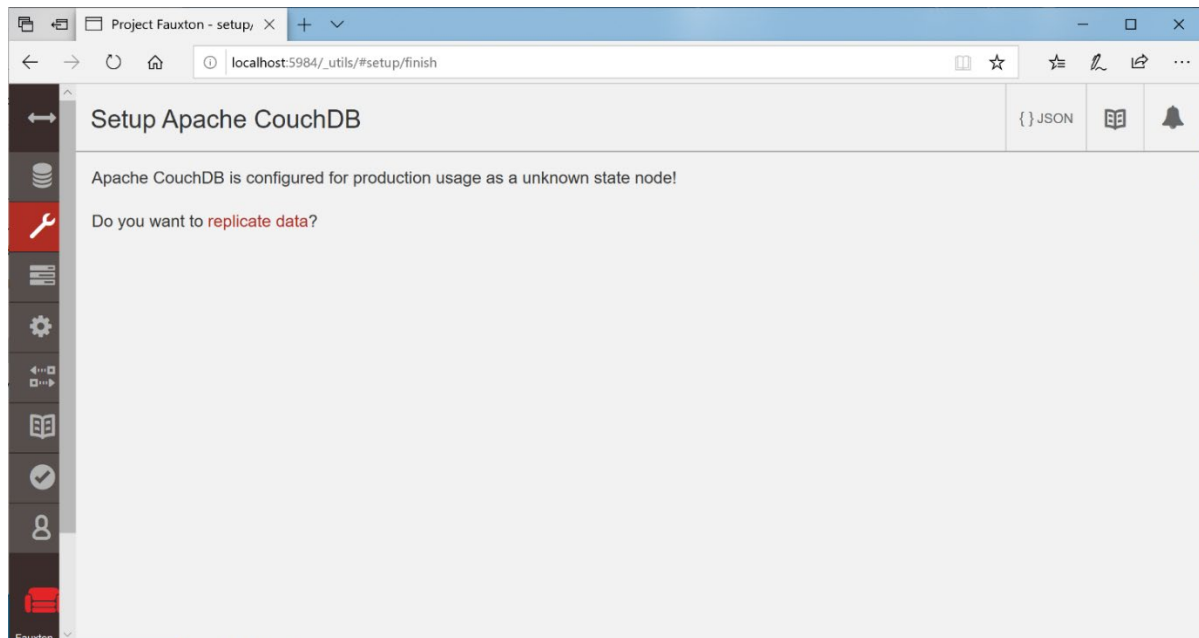 Project Fauxton - setup/
localhost:5984/_utils/#setup/finish
Setup Apache CouchDB
{ } JSON
Apache CouchDB is configured for production usage as a unknown state node!
Do you want to replicate data?
Fauxton